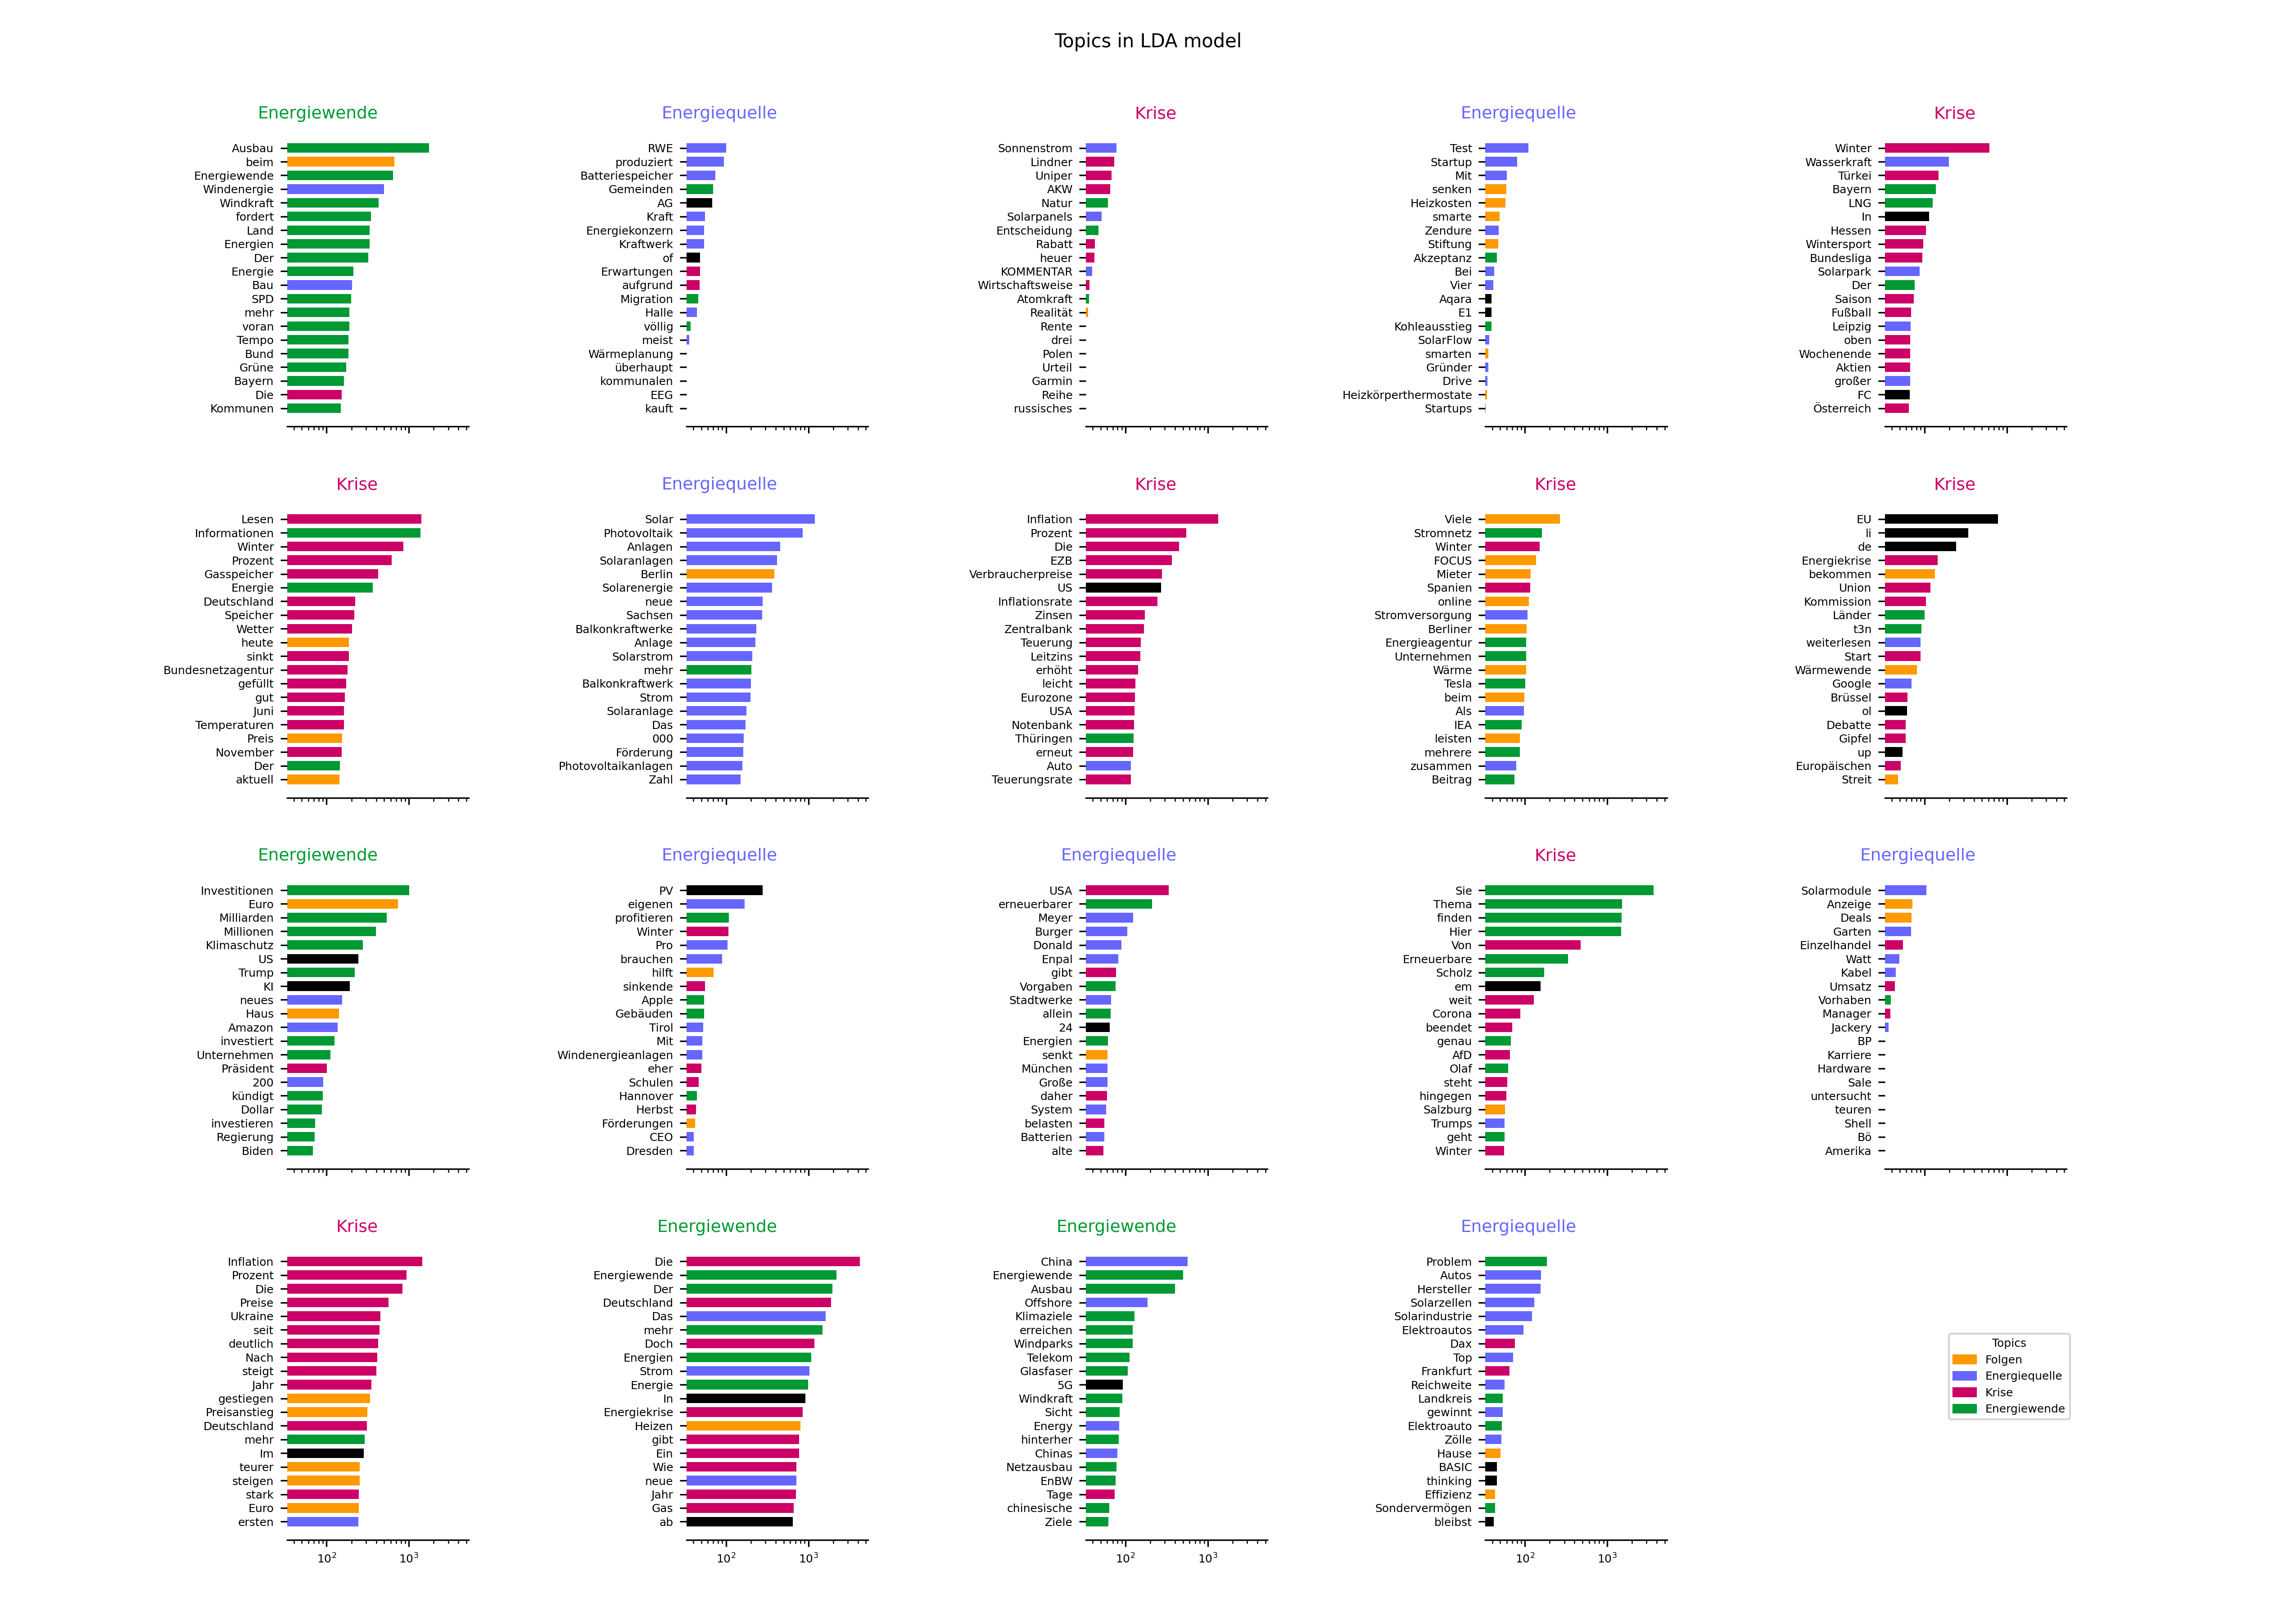 Topics in LDA model
Energiewende
Ausbau
beim
Energiewende
Windenergie
Windkraft
fordert
Land
Energien
Der
Energie
Bau
SPD
mehr
voran
Tempo
Bund
Grüne
Bayern
Die
Kommunen
Energiequelle
RWE
produziert
Batteriespeicher
Gemeinden
AG
Kraft
Energiekonzern
Kraftwerk
of
Erwartungen
aufgrund
Migration
Halle
völlig
meist
Wärmeplanung
überhaupt
kommunalen
EEG
kauft
Krise
Sonnenstrom
Lindner
Uniper
AKW
Natur
Solarpanels
Entscheidung
Rabatt
heuer
KOMMENTAR
Wirtschaftsweise
Atomkraft
Realität
Rente
drei
Polen
Urteil
Garmin
Reihe
russisches
Energiequelle
Test
Startup
Mit
senken
Heizkosten
smarte
Zendure
Stiftung
Akzeptanz
Bei
Vier
Aqara
E1
Kohleausstieg
SolarFlow
smarten
Gründer
Drive
Heizkörperthermostate
Startups
Krise
Winter
Wasserkraft
Türkei
Bayern
LNG
In
Hessen
Wintersport
Bundesliga
Solarpark
Der
Saison
Fußball
Leipzig
oben
Wochenende
Aktien
großer
FC
Österreich
Krise
Lesen
Informationen
Winter
Prozent
Gasspeicher
Energie
Deutschland
Speicher
Wetter
heute
sinkt
Bundesnetzagentur
gefüllt
gut
Juni
Temperaturen
Preis
November
Der
aktuell
Energiequelle
Solar
Photovoltaik
Anlagen
Solaranlagen
Berlin
Solarenergie
neue
Sachsen
Balkonkraftwerke
Anlage
Solarstrom
mehr
Balkonkraftwerk
Strom
Solaranlage
Das
000
Förderung
Photovoltaikanlagen
Zahl
Krise
Inflation
Prozent
Die
EZB
Verbraucherpreise
US
Inflationsrate
Zinsen
Zentralbank
Teuerung
Leitzins
erhöht
leicht
Eurozone
USA
Notenbank
Thüringen
erneut
Auto
Teuerungsrate
Krise
Viele
Stromnetz
Winter
FOCUS
Mieter
Spanien
online
Stromversorgung
Berliner
Energieagentur
Unternehmen
Wärme
Tesla
beim
Als
IEA
leisten
mehrere
zusammen
Beitrag
Krise
EU
li
de
Energiekrise
bekommen
Union
Kommission
Länder
t3n
weiterlesen
Start
Wärmewende
Google
Brüssel
ol
Debatte
Gipfel
up
Europäischen
Streit
Energiewende
Investitionen
Euro
Milliarden
Millionen
Klimaschutz
US
Trump
KI
neues
Haus
Amazon
investiert
Unternehmen
Präsident
200
kündigt
Dollar
investieren
Regierung
Biden
Energiequelle
PV
eigenen
profitieren
Winter
Pro
brauchen
hilft
sinkende
Apple
Gebäuden
Tirol
Mit
Windenergieanlagen
eher
Schulen
Hannover
Herbst
Förderungen
CEO
Dresden
Energiequelle
USA
erneuerbarer
Meyer
Burger
Donald
Enpal
gibt
Vorgaben
Stadtwerke
allein
24
Energien
senkt
München
Große
daher
System
belasten
Batterien
alte
Krise
Sie
Thema
finden
Hier
Von
Erneuerbare
Scholz
em
weit
Corona
beendet
genau
AfD
Olaf
steht
hingegen
Salzburg
Trumps
geht
Winter
Energiequelle
Solarmodule
Anzeige
Deals
Garten
Einzelhandel
Watt
Kabel
Umsatz
Vorhaben
Manager
Jackery
BP
Karriere
Hardware
Sale
untersucht
teuren
Shell
Bö
Amerika
Krise
Inflation
Prozent
Die
Preise
Ukraine
seit
deutlich
Nach
steigt
Jahr
gestiegen
Preisanstieg
Deutschland
mehr
Im
teurer
steigen
stark
Euro
ersten
10² 10³
Energiewende
Die
Energiewende
Der
Deutschland
Das
mehr
Doch
Energien
Strom
Energie
In
Energiekrise
Heizen
gibt
Ein
Wie
neue
Jahr
Gas
ab
10² 10³
Energiewende
China
Energiewende
Ausbau
Offshore
Klimaziele
erreichen
Windparks
Telekom
Glasfaser
5G
Windkraft
Sicht
Energy
hinterher
Chinas
Netzausbau
EnBW
Tage
chinesische
Ziele
10² 10³
Energiequelle
Problem
Autos
Hersteller
Solarzellen
Solarindustrie
Elektroautos
Dax
Top
Frankfurt
Reichweite
Landkreis
gewinnt
Elektroauto
Zölle
Hause
BASIC
thinking
Effizienz
Sondervermögen
bleibst
10² 10³
Topics
Folgen
Energiequelle
Krise
Energiewende